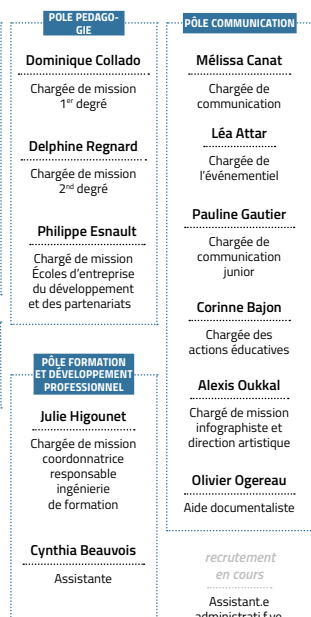 POLE PEDAGO-
GIE
Dominique Collado
Chargée de mission
1er degré
Delphine Regnard
Chargée de mission
2nd degré
Philippe Esnault
Chargé de mission
Écoles d'entreprise
du développement
et des partenariats
PÔLE FORMATION
ET DÉVELOPPEMENT
PROFESSIONNEL
Julie Higounet
Chargée de mission
coordonnatrice
responsable
ingénierie
de formation
Cynthia Beauvois
Assistante
PÔLE COMMUNICATION
Mélissa Canat
Chargée de
communication
Léa Attar
Chargée de
l'événementiel
Pauline Gautier
Chargée de
communication
junior
Corinne Bajon
Chargée des
actions éducatives
Alexis Oukkal
Chargé de mission
infographiste et
direction artistique
Olivier Ogereau
Aide documentaliste
recrutement
en cours
Assistant.e
administrati.f.ve